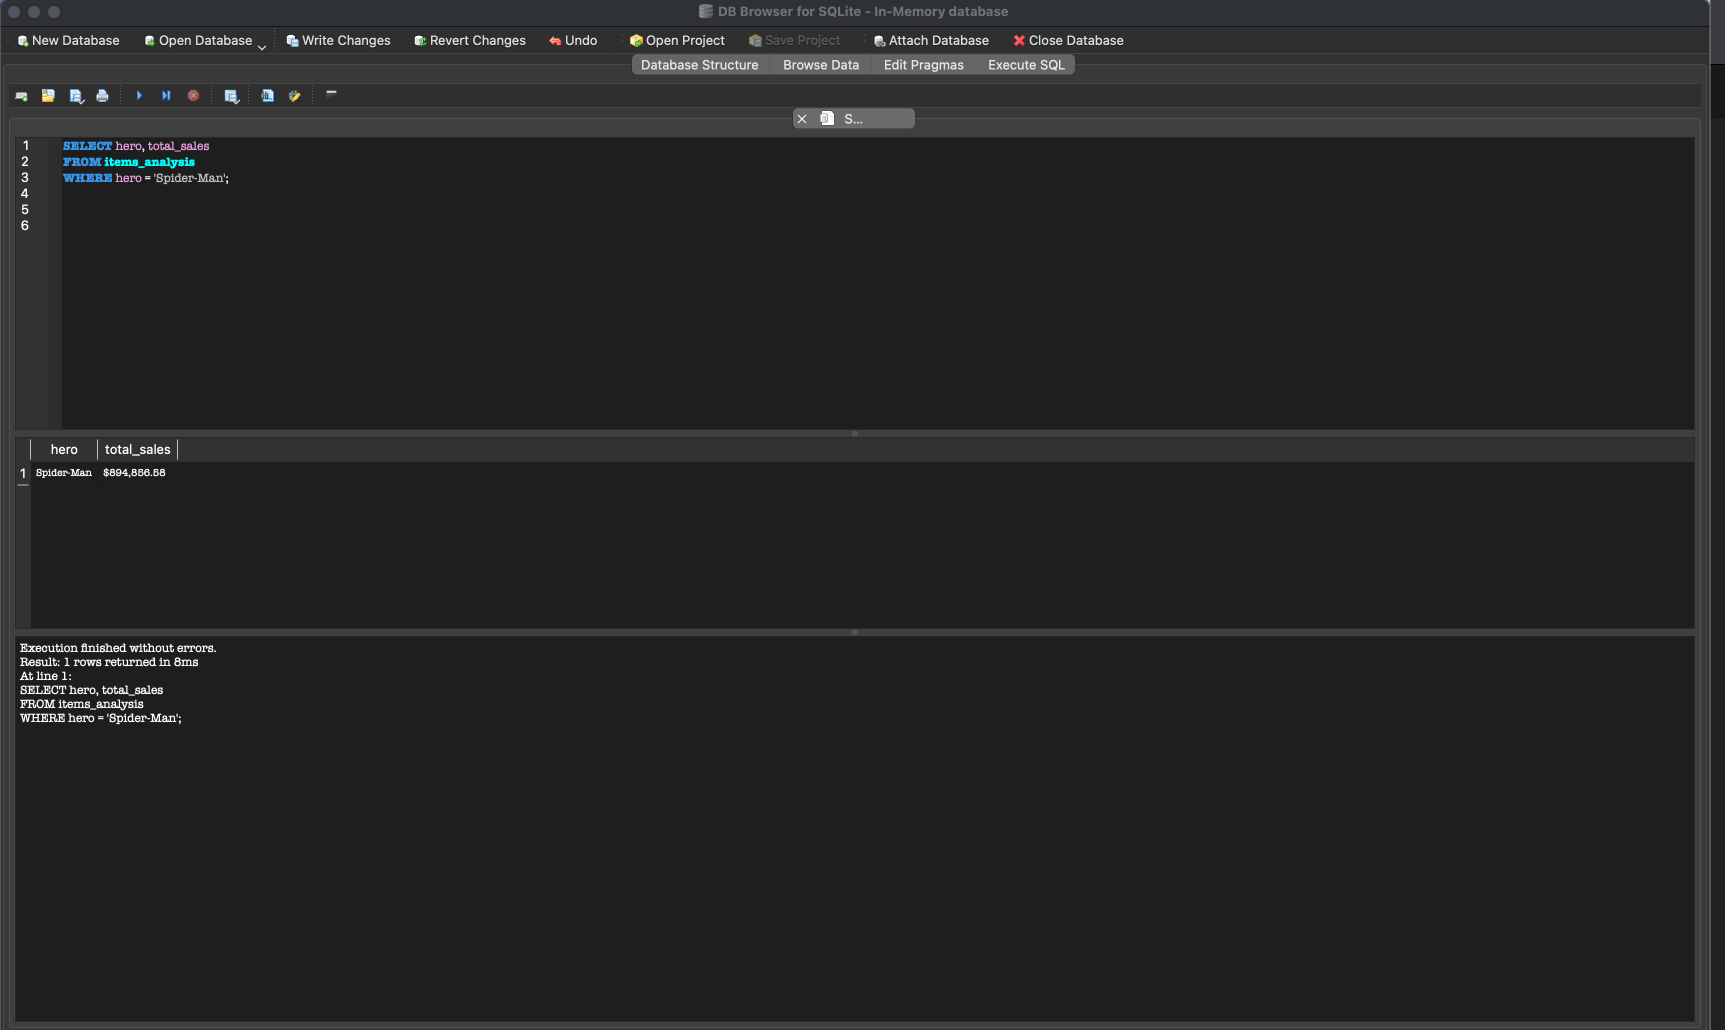 DB Browser for SQLite - In-Memory database
New Database Open Database Write Changes Revert Changes Undo Open Project Save Project Attach Database Close Database
Database Structure Browse Data Edit Pragmas Execute SQL
S...
1 SELECT hero, total_sales
2 FROM items_analysis
3 WHERE hero = 'Spider-Man';
4
5
6
hero total_sales
1 Spider-Man $894,856.58
Execution finished without errors.
Result: 1 rows returned in 8ms
At line 1:
SELECT hero, total_sales
FROM items_analysis
WHERE hero = 'Spider-Man';